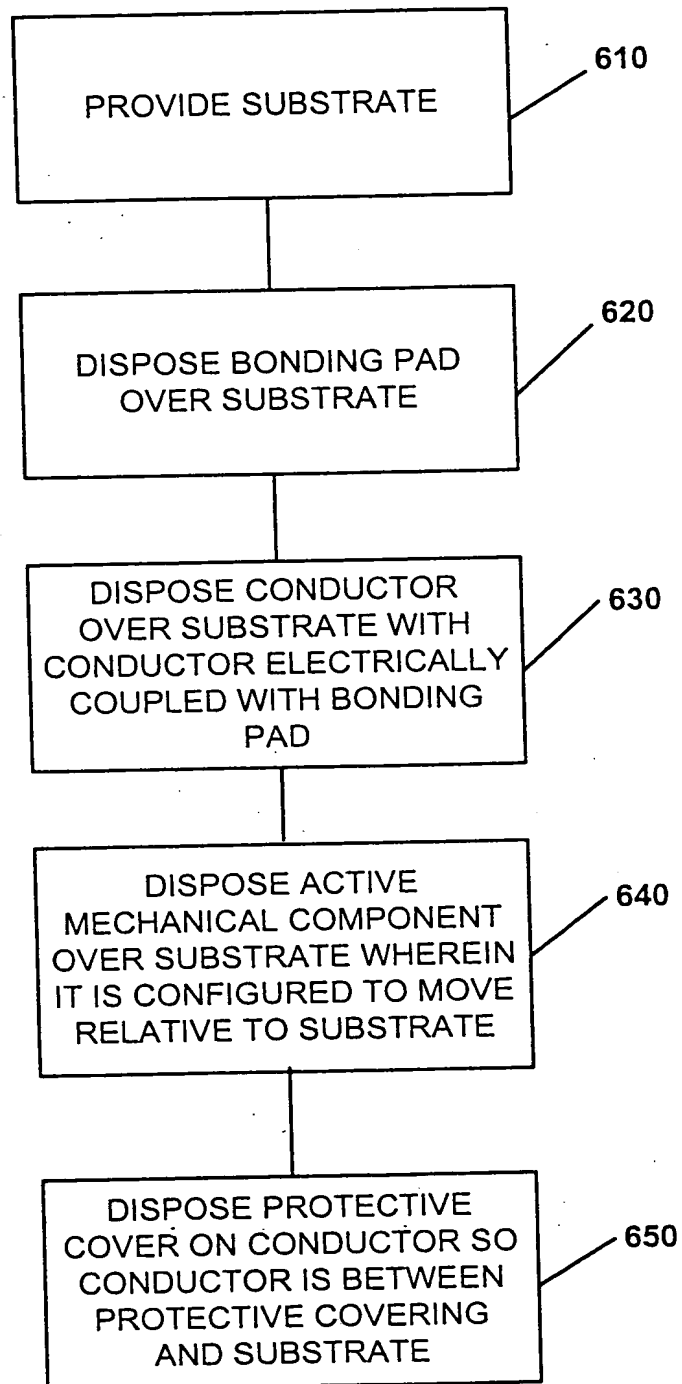 PROVIDE SUBSTRATE
610
DISPOSE BONDING PAD
OVER SUBSTRATE
620
DISPOSE CONDUCTOR
OVER SUBSTRATE WITH
CONDUCTOR ELECTRICALLY
COUPLED WITH BONDING
PAD
630
DISPOSE ACTIVE
MECHANICAL COMPONENT
OVER SUBSTRATE WHEREIN
IT IS CONFIGURED TO MOVE
RELATIVE TO SUBSTRATE
640
DISPOSE PROTECTIVE
COVER ON CONDUCTOR SO
CONDUCTOR IS BETWEEN
PROTECTIVE COVERING
AND SUBSTRATE
650